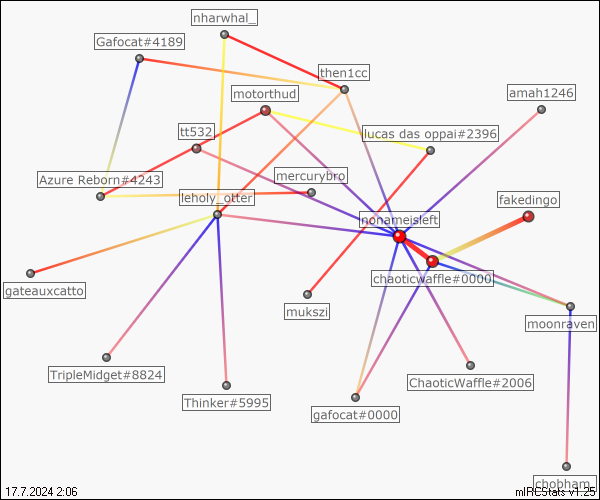 nharwhal_
Gafocat#4189
then1cc
motorthud
amah1246
tt532
lucas das oppai#2396
Azure Reborn#4243
mercurybro
leholy_otter
fakedingo
nonameisleft
chaoticwaffle#0000
gateauxcatto
mukszi
moonraven
TripleMidget#8824
ChaoticWaffle#2006
Thinker#5995
gafocat#0000
chobham_
17.7.2024 2:06
mIRCStats v1.25